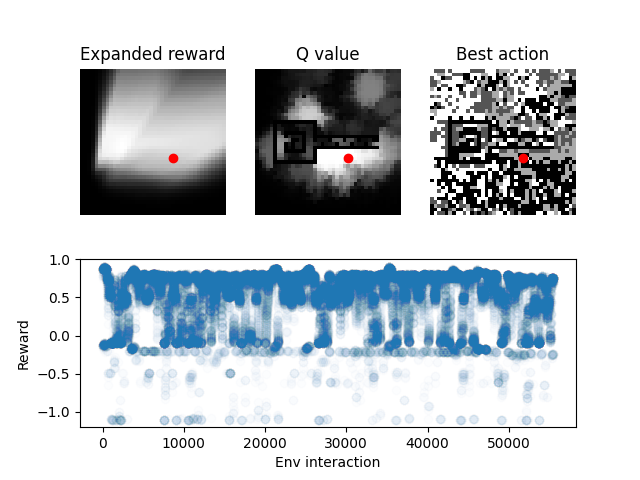 Expanded reward
Q value
Best action
1.0
0.5
0.0
−0.5
−1.0
Reward
0
10000
20000
30000
40000
50000
Env interaction